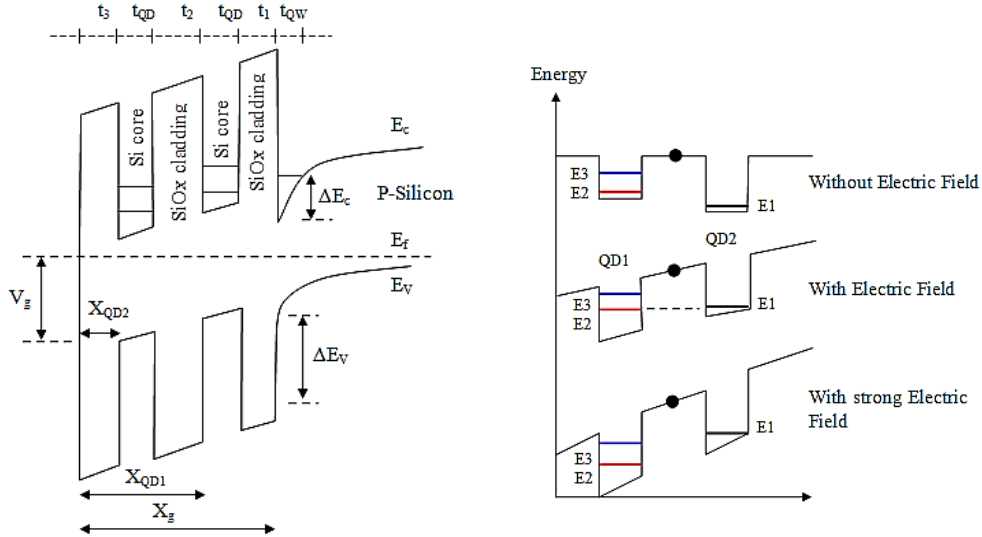 t3 tQD t2 tQD t1 tQW
Si core
SiOx cladding
Si core
SiOx cladding
Ec
ΔEc
P-Silicon
Ef
EV
Vg
XQD2
ΔEV
XQD1
Xg
Energy
E3
E2
E1
Without Electric Field
QD1
QD2
E3
E2
E1
With Electric Field
E3
E2
E1
With strong Electric
Field